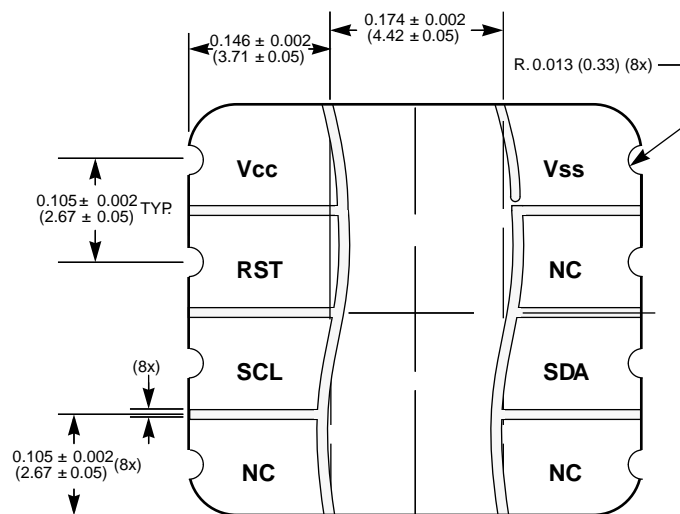 0.174 ± 0.002
(4.42 ± 0.05)
0.146 ± 0.002
(3.71 ± 0.05)
R. 0.013 (0.33) (8x)
Vcc
Vss
0.105 ± 0.002 TYP.
(2.67 ± 0.05)
RST
NC
(8x)
SCL
SDA
0.105 ± 0.002 (8x)
(2.67 ± 0.05)
NC
NC